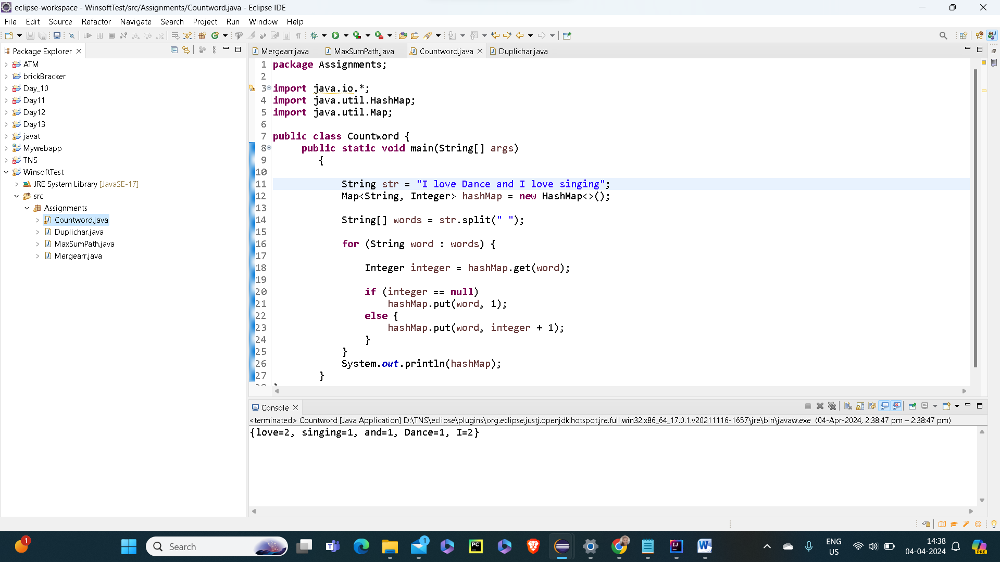 eclipse-workspace - WinsoftTest/src/Assignments/Countword.java - Eclipse IDE
File Edit Source Refactor Navigate Search Project Run Window Help
Package Explorer
ATM
brickBracker
Day_10
Day11
Day12
Day13
javat
Mywebapp
TNS
WinsoftTest
JRE System Library [JavaSE-17]
src
Assignments
Countword.java
Duplichar.java
MaxSumPath.java
Mergearr.java
Mergearr.java MaxSumPath.java Countword.java Duplichar.java
1 package Assignments;
2
3 import java.io.*;
4 import java.util.HashMap;
5 import java.util.Map;
6
7 public class Countword {
8 public static void main(String[] args)
9 {
10
11 String str = "I love Dance and I love singing";
12 Map<String, Integer> hashMap = new HashMap<>();
13
14 String[] words = str.split(" ");
15
16 for (String word : words) {
17
18 Integer integer = hashMap.get(word);
19
20 if (integer == null)
21 hashMap.put(word, 1);
22 else {
23 hashMap.put(word, integer + 1);
24 }
25 }
26 System.out.println(hashMap);
27 }
Console
<terminated> Countword [Java Application] D:\TNS\eclipse\plugins\org.eclipse.justj.openjdk.hotspot.jre.full.win32.x86_64_17.0.1.v20211116-1657\jre\bin\javaw.exe (04-Apr-2024, 2:38:47 pm – 2:38:47 pm)
{love=2, singing=1, and=1, Dance=1, I=2}
1
Search
1
PC
IJ
W
ENG
US
14:38
04-04-2024
PRE